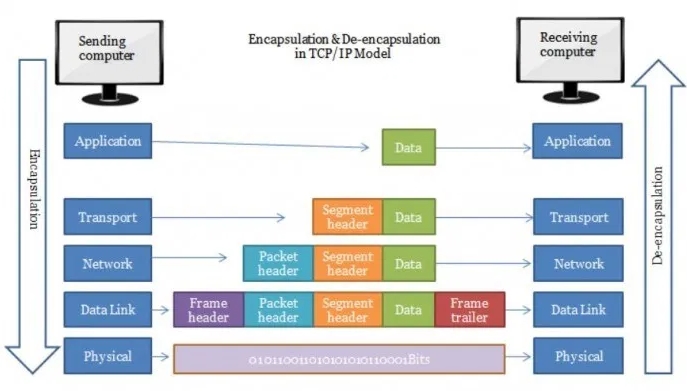 Sending
computer
Encapsulation & De-encapsulation
in TCP/IP Model
Receiving
computer
Encapsulation
De-encapsulation
Application
Data
Application
Transport
Segment
header
Data
Transport
Network
Packet
header
Segment
header
Data
Network
Data Link
Frame
header
Packet
header
Segment
header
Data
Frame
trailer
Data Link
Physical
Bits
Physical